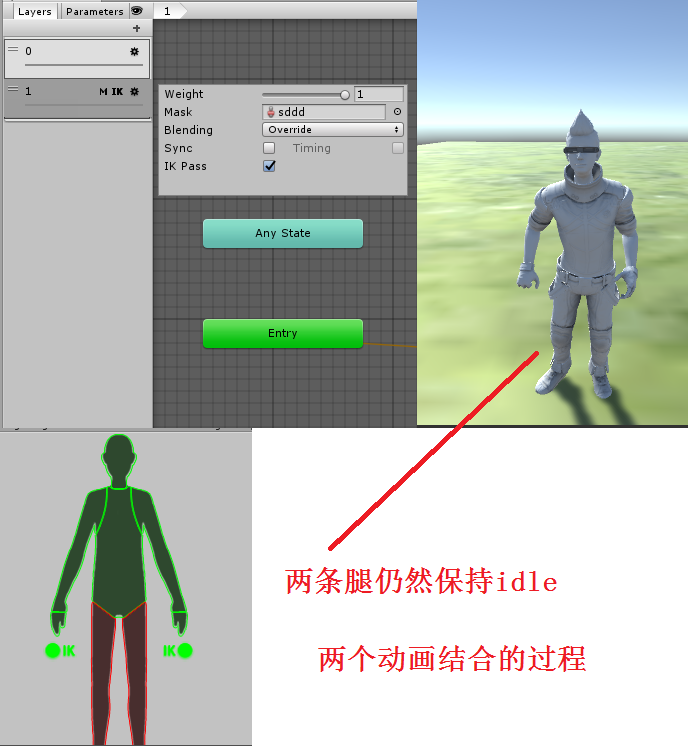 Layers Parameters
1
0
1 M IK
Weight 1
Mask sddd
Blending Override
Sync Timing
IK Pass
Any State
Entry
IK IK
两条腿仍然保持idle
两个动画结合的过程